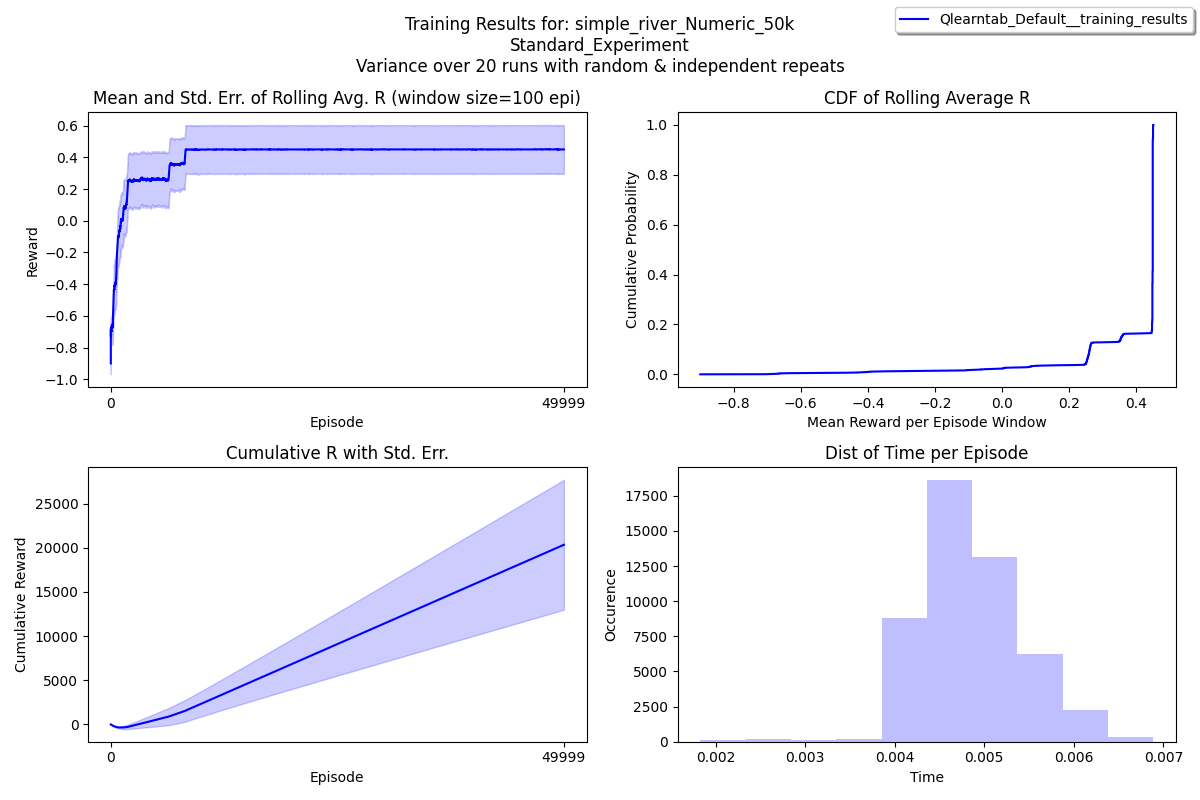 Training Results for: simple_river_Numeric_50k
Standard_Experiment
Variance over 20 runs with random & independent repeats
Qlearntab_Default__training_results
Mean and Std. Err. of Rolling Avg. R (window size=100 epi)
0.6
0.4
0.2
0.0
−0.2
−0.4
−0.6
−0.8
−1.0
Reward
0
49999
Episode
CDF of Rolling Average R
1.0
0.8
0.6
0.4
0.2
0.0
Cumulative Probability
−0.8
−0.6
−0.4
−0.2
0.0
0.2
0.4
Mean Reward per Episode Window
Cumulative R with Std. Err.
25000
20000
15000
10000
5000
0
Cumulative Reward
0
49999
Episode
Dist of Time per Episode
17500
15000
12500
10000
7500
5000
2500
0
Occurence
0.002
0.003
0.004
0.005
0.006
0.007
Time